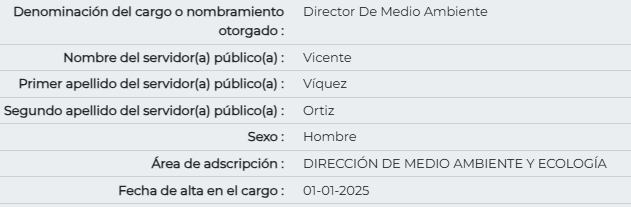 Denominación del cargo o nombramiento Director De Medio Ambiente
otorgado :
Nombre del servidor(a) público(a) : Vicente
Primer apellido del servidor(a) público(a) : Víquez
Segundo apellido del servidor(a) público(a) : Ortiz
Sexo : Hombre
Área de adscripción : DIRECCIÓN DE MEDIO AMBIENTE Y ECOLOGÍA
Fecha de alta en el cargo : 01-01-2025